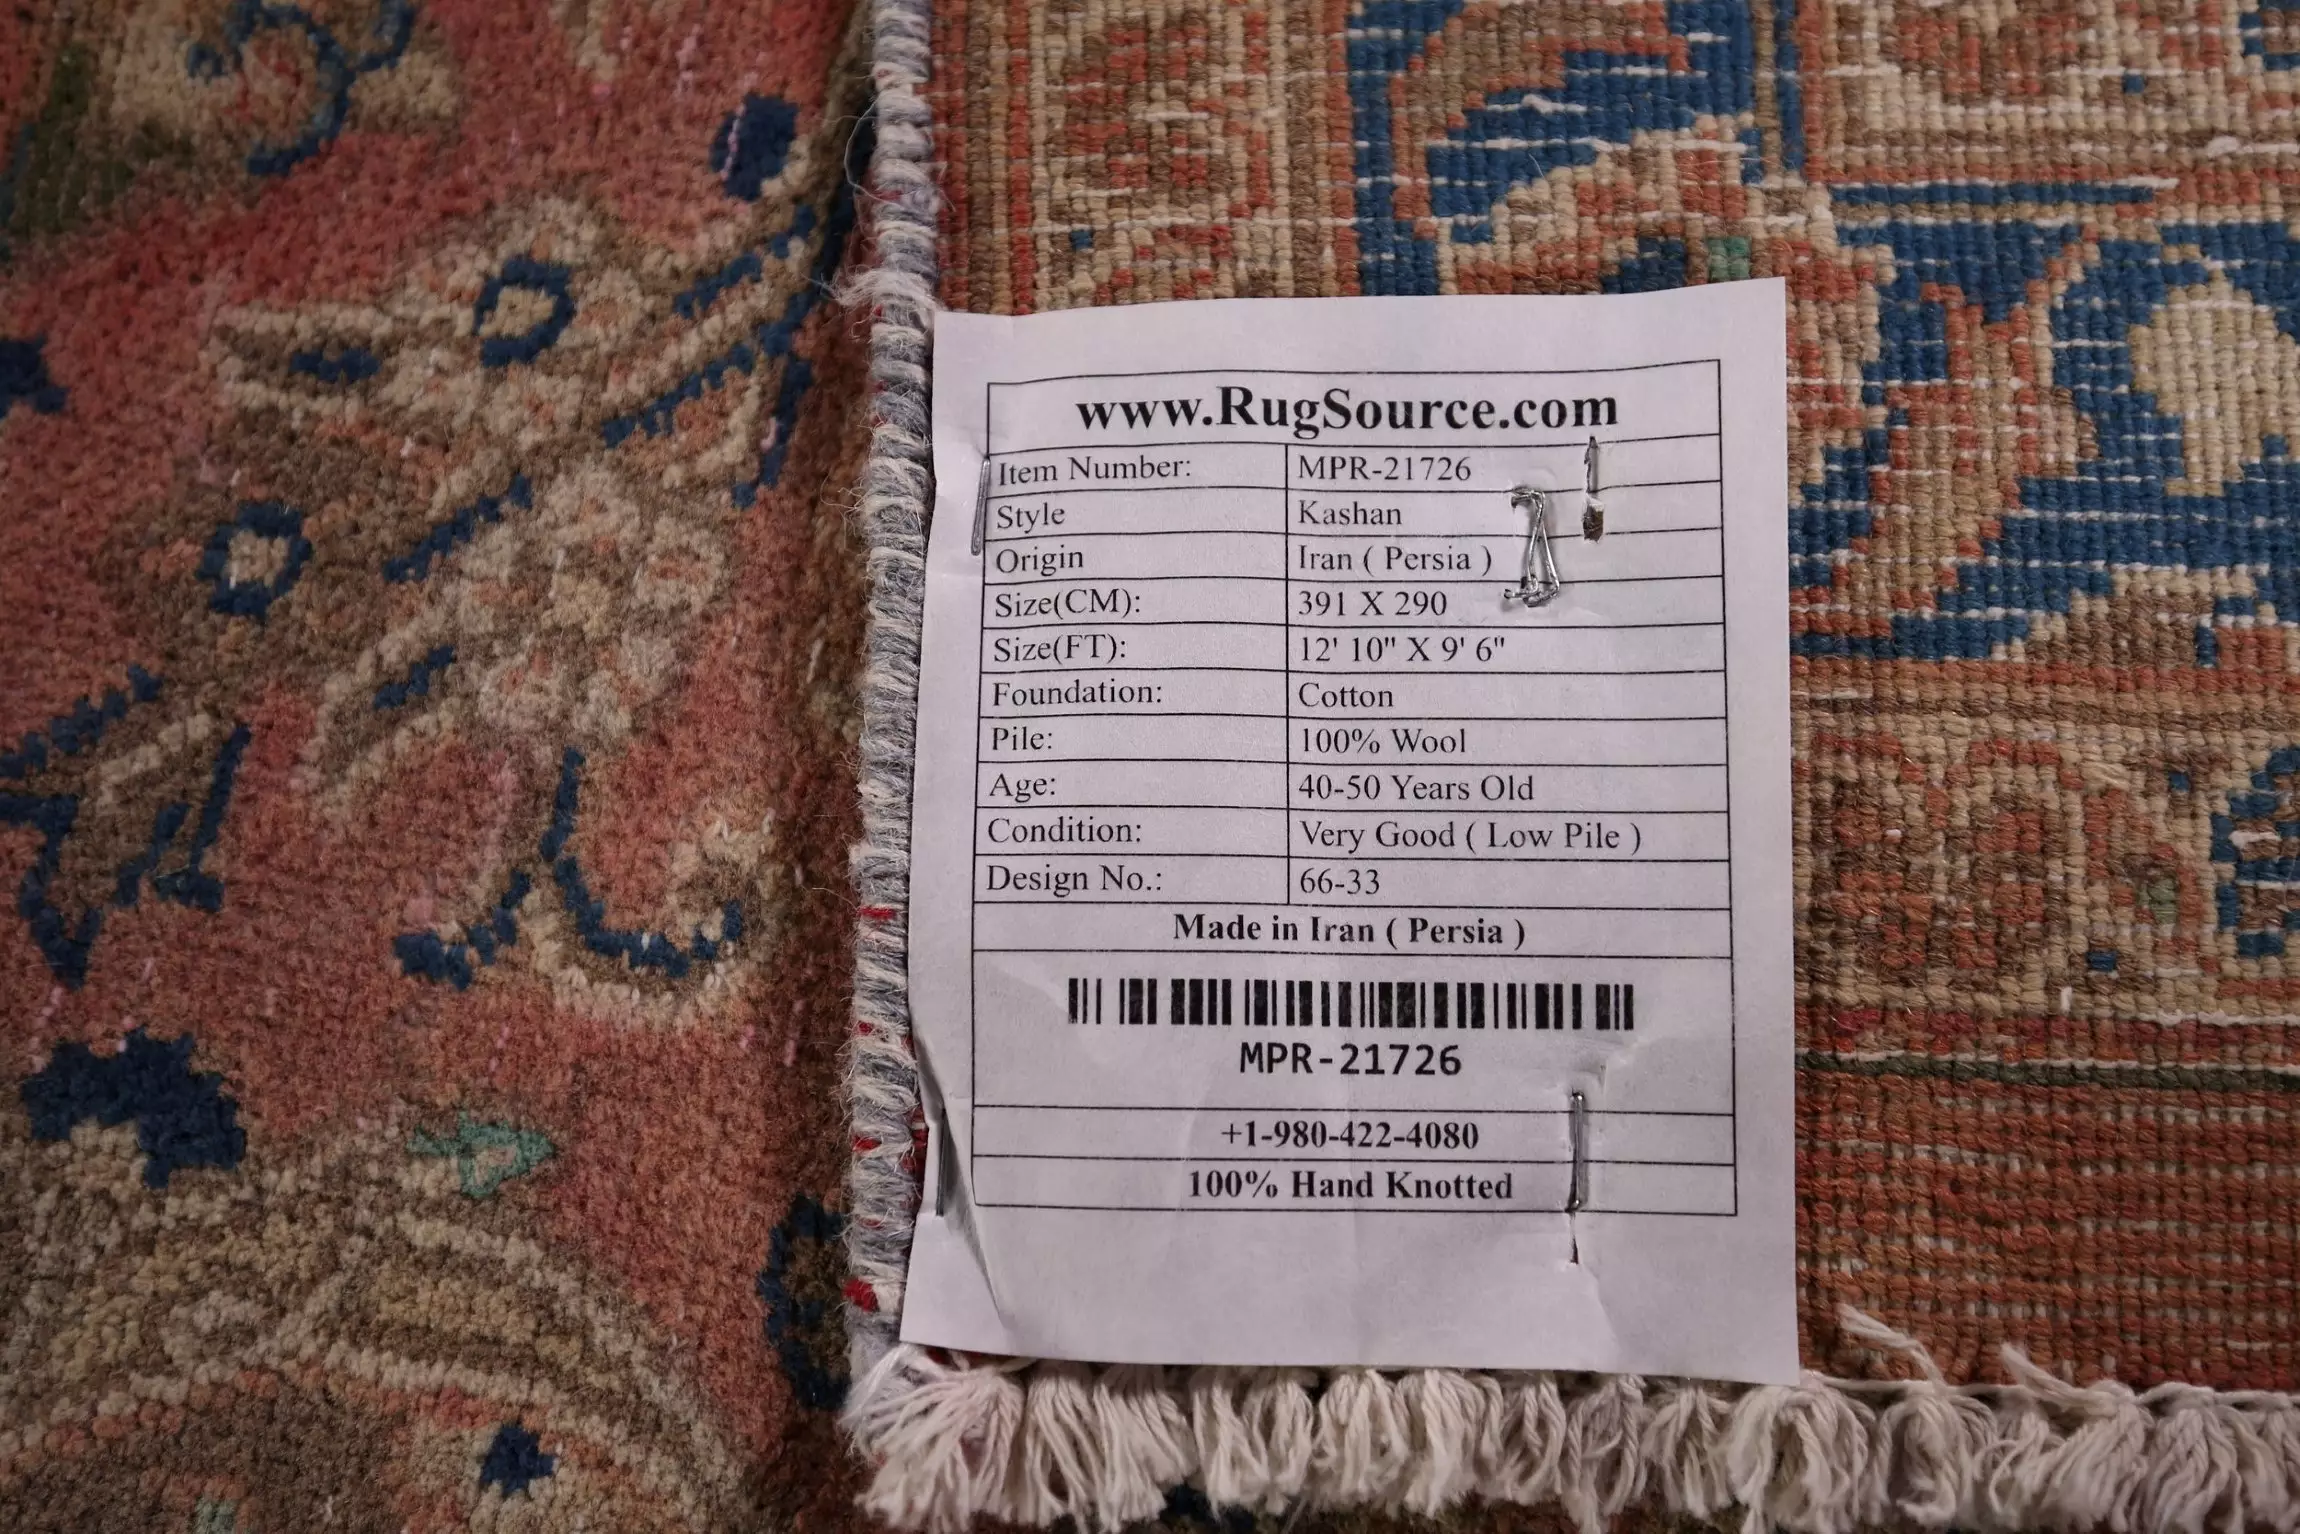 www.RugSource.com
Item Number: MPR-21726
Style Kashan
Origin Iran ( Persia )
Size(CM): 391 X 290
Size(FT): 12' 10" X 9' 6"
Foundation: Cotton
Pile: 100% Wool
Age: 40-50 Years Old
Condition: Very Good ( Low Pile )
Design No.: 66-33
Made in Iran ( Persia )
MPR-21726
+1-980-422-4080
100% Hand Knotted